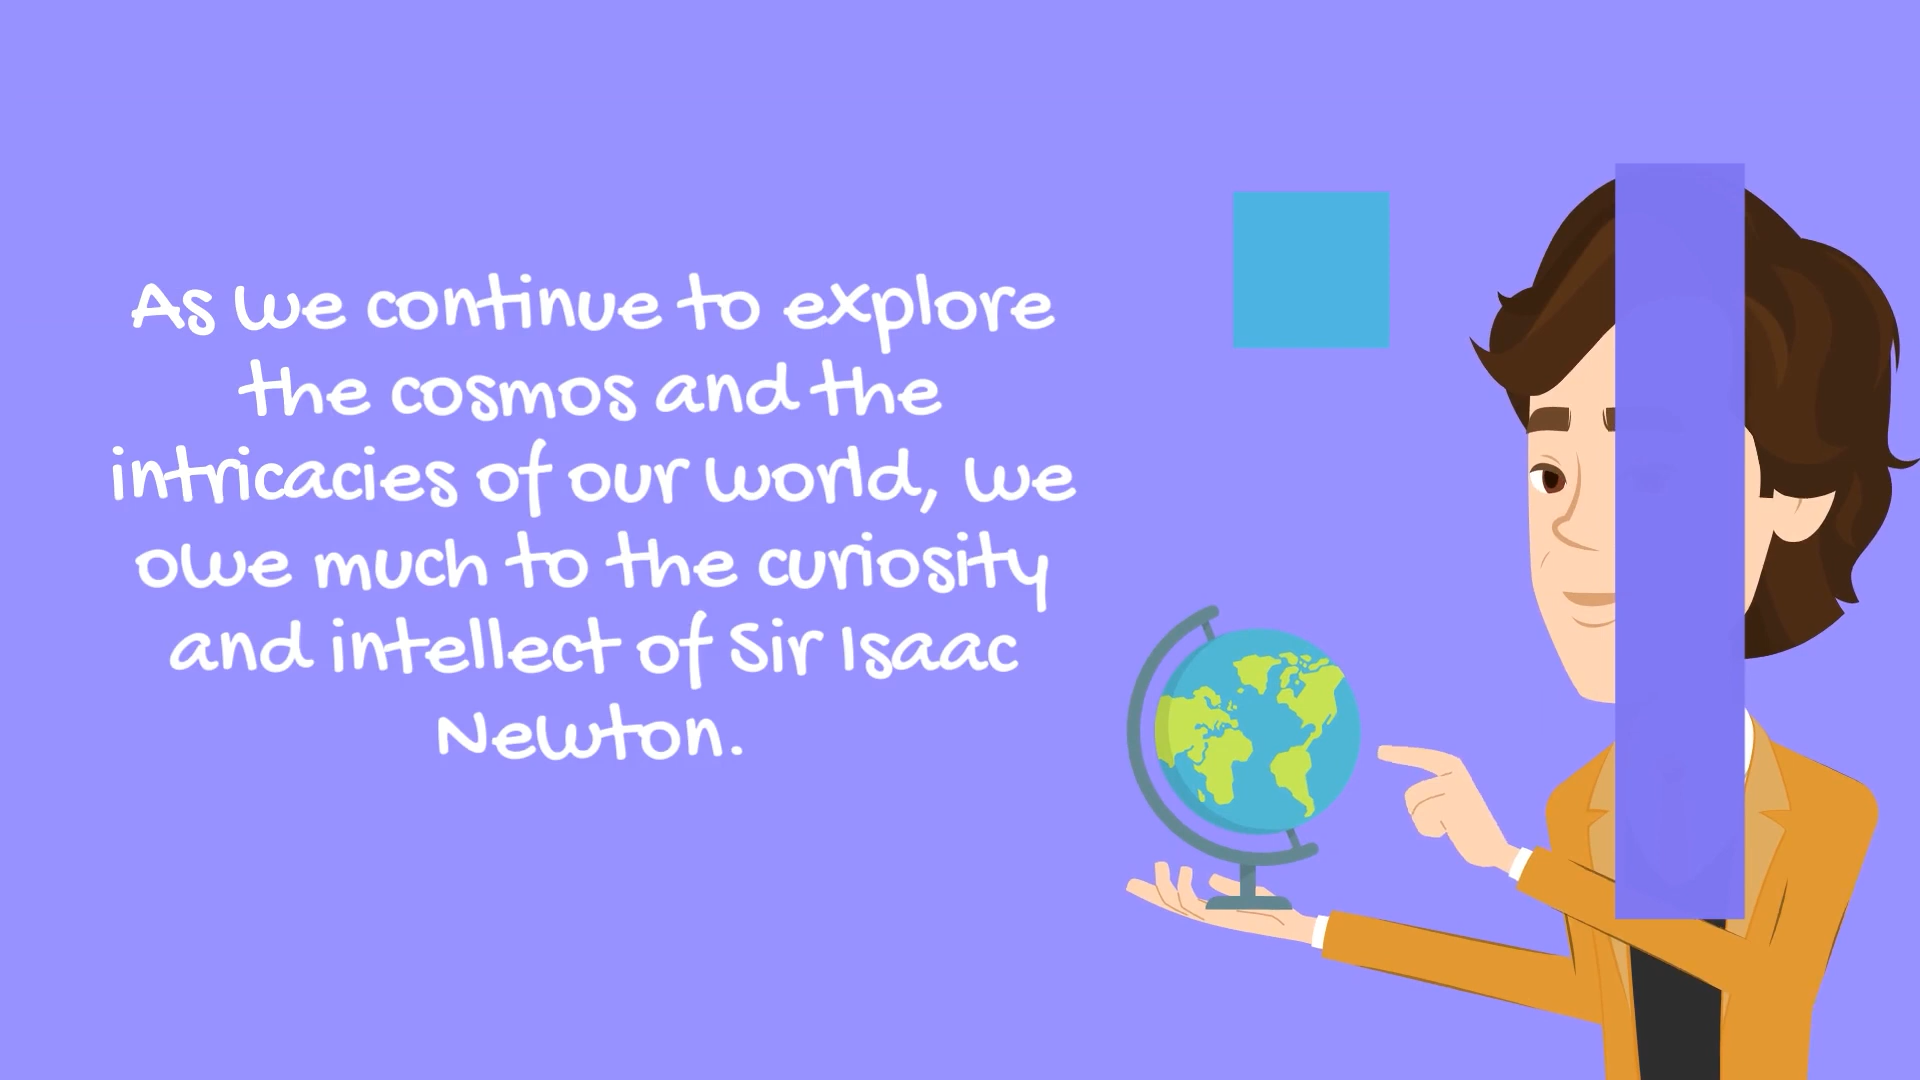 As we continue to explore
the cosmos and the
intricacies of our world, we
owe much to the curiosity
and intellect of Sir Isaac
Newton.